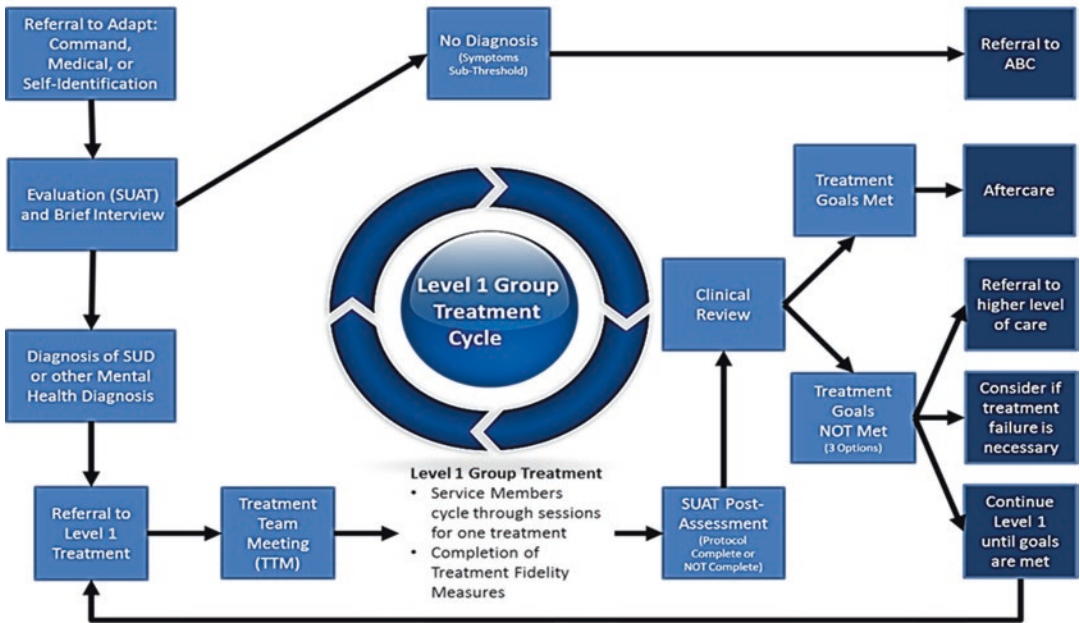 Referral to Adapt:
Command,
Medical, or
Self-Identification
No Diagnosis
(Symptoms
Sub-Threshold)
Referral to
ABC
Evaluation (SUAT)
and Brief Interview
Treatment
Goals Met
Aftercare
Level 1 Group
Treatment
Cycle
Clinical
Review
Referral to
higher level
of care
Diagnosis of SUD
or other Mental
Health Diagnosis
Treatment
Goals
NOT Met
(3 Options)
Consider if
treatment
failure is
necessary
Referral to
Level 1
Treatment
Treatment
Team
Meeting
(TTM)
Level 1 Group Treatment
• Service Members
cycle through sessions
for one treatment
• Completion of
Treatment Fidelity
Measures
SUAT Post-
Assessment
(Protocol
Complete or
NOT Complete)
Continue
Level 1
until goals
are met